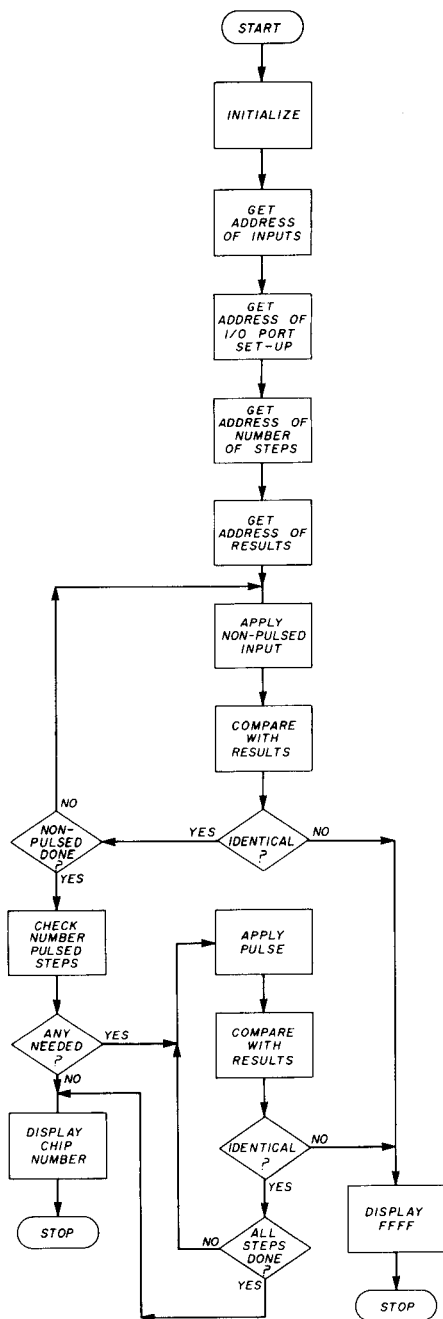 START
INITIALIZE
GET
ADDRESS
OF INPUTS
GET
ADDRESS OF
I/O PORT
SET-UP
GET
ADDRESS OF
NUMBER
OF STEPS
GET
ADDRESS OF
RESULTS
APPLY
NON-PULSED
INPUT
COMPARE
WITH
RESULTS
IDENTICAL
?
YES
NO
NON-
PULSED
DONE
?
NO
YES
CHECK
NUMBER
PULSED
STEPS
ANY
NEEDED
?
YES
NO
DISPLAY
CHIP
NUMBER
STOP
APPLY
PULSE
COMPARE
WITH
RESULTS
IDENTICAL
?
NO
YES
ALL
STEPS
DONE
?
NO
YES
DISPLAY
FFFF
STOP